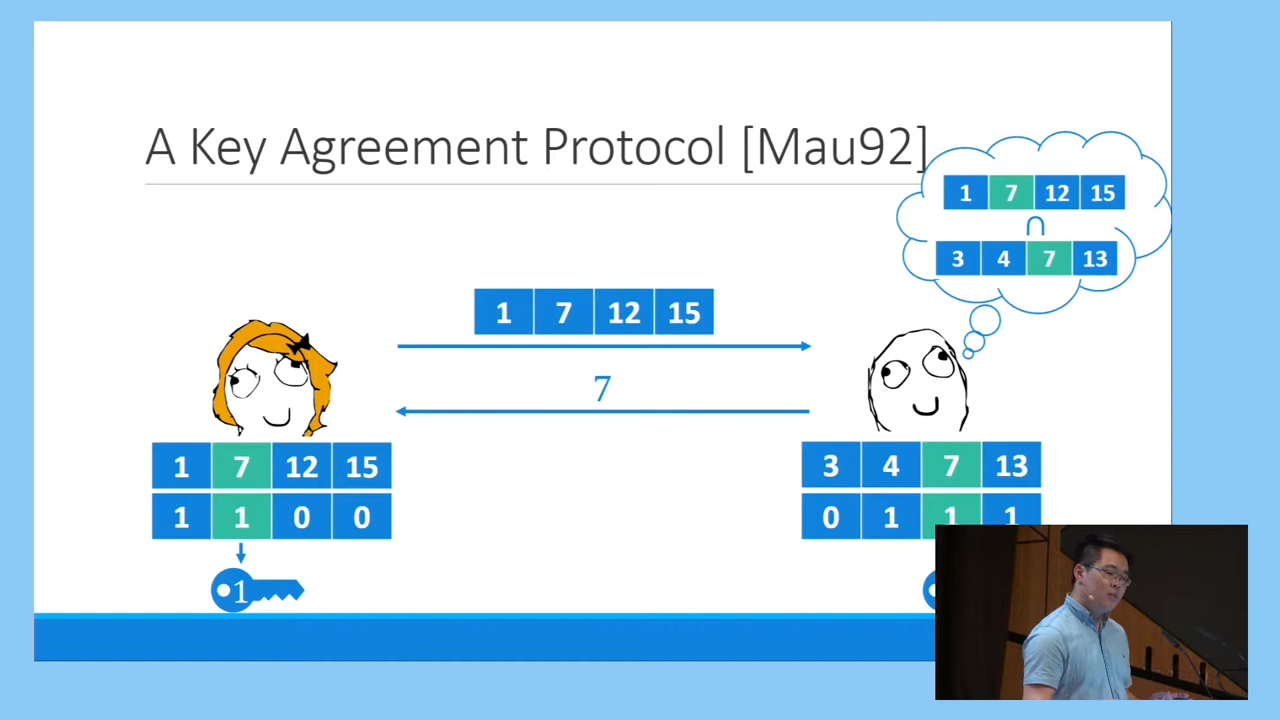 A Key Agreement Protocol [Mau92]
1 7 12 15
∩
3 4 7 13
1 7 12 15
7
1 7 12 15
1 1 0 0
1
3 4 7 13
0 1 1 1